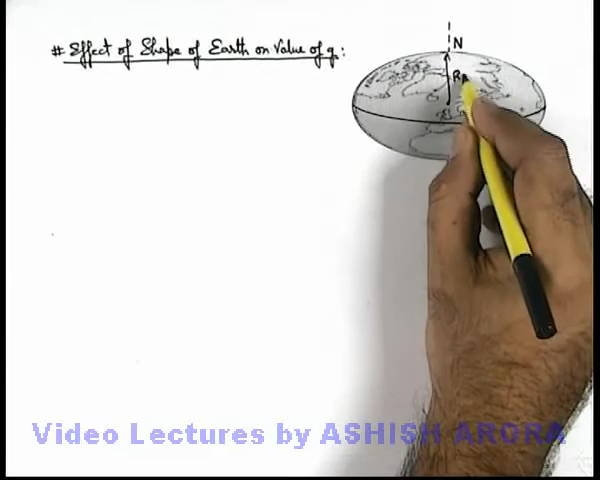 # Effect of Shape of Earth on Value of g:
N
R
Video Lectures by ASHISH ARORA